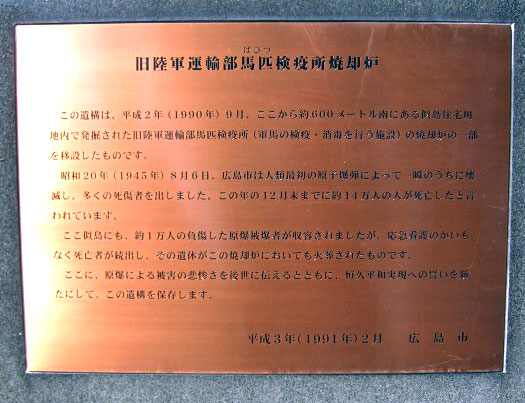 ばひつ
旧陸軍運輸部馬匹検疫所焼却炉
この遺構は、平成2年(1990年)9月、ここから約600メートル南にある似島住宅用
地内で発掘された旧陸軍運輸部馬匹検疫所(軍馬の検疫・消毒を行う施設)の焼却炉の一部
を移設したものです。
昭和20年(1945年)8月6日、広島市は人類最初の原子爆弾によって一瞬のうちに壊
滅し、多くの死傷者を出しました。この年の12月末までに約14万人の人が死亡したと言
われています。
ここ似島にも、約1万人の負傷した原爆被爆者が収容されましたが、応急看護のかいも
なく死亡者が続出し、その遺体がこの焼却炉においても火葬されたものです。
ここに、原爆による被害の悲惨さを後世に伝えるとともに、恒久平和実現への誓いを新
たにして、この遺構を保存します。
平成3年(1991年)2月 広島市